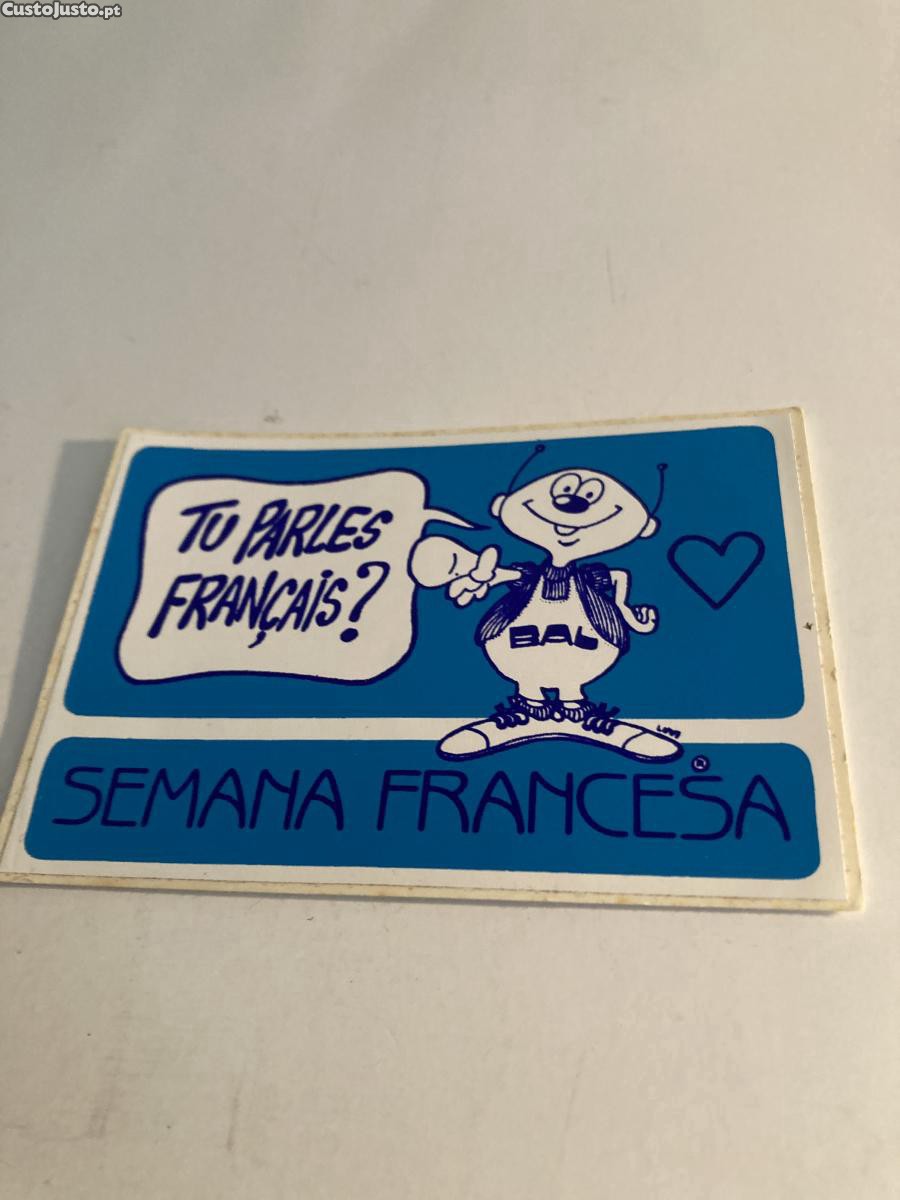 CustoJusto.pt
TU PARLES
FRANÇAIS?
BAL
SEMANA FRANCESA